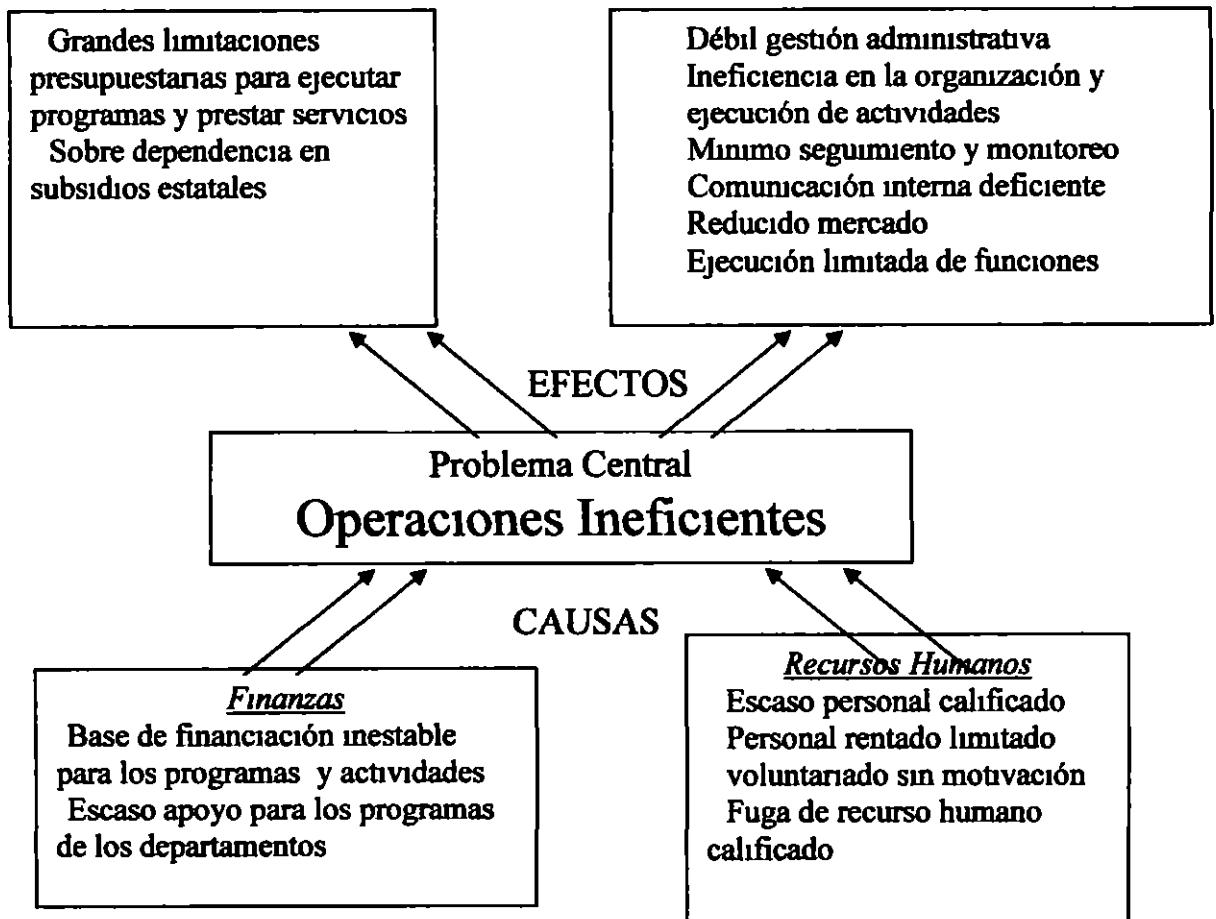 Grandes limitaciones
presupuestarias para ejecutar
programas y prestar servicios
Sobre dependencia en
subsidios estatales
Débil gestión administrativa
Ineficiencia en la organización y
ejecución de actividades
Minimo seguimiento y monitoreo
Comunicación interna deficiente
Reducido mercado
Ejecución limitada de funciones
EFECTOS
Problema Central
Operaciones Ineficientes
CAUSAS
Finanzas
Base de financiación inestable
para los programas y actividades
Escaso apoyo para los programas
de los departamentos
Recursos Humanos
Escaso personal calificado
Personal rentado limitado
voluntariado sin motivación
Fuga de recurso humano
calificado